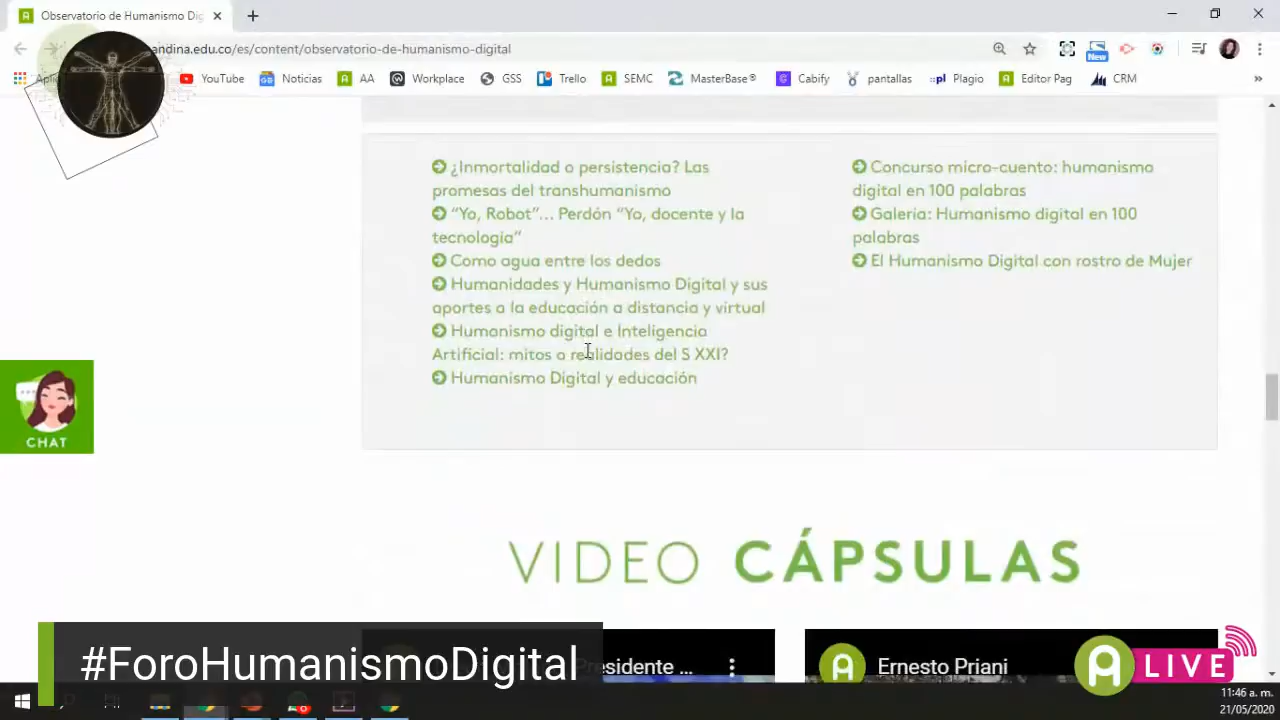 Observatorio de Humanismo Dig
andina.edu.co/es/content/observatorio-de-humanismo-digital
YouTube
Noticias
AA
Workplace
GSS
Trello
SEMC
MasterBase®
Cabify
pantallas
:pl Plagio
Editor Pag
CRM
New
¿Inmortalidad o persistencia? Las
promesas del transhumanismo
"Yo, Robot"... Perdón "Yo, docente y la
tecnología"
Como agua entre los dedos
Humanidades y Humanismo Digital y sus
aportes a la educación a distancia y virtual
Humanismo digital e Inteligencia
Artificial: mitos o realidades del S XXI?
Humanismo Digital y educación
Concurso micro-cuento: humanismo
digital en 100 palabras
Galería: Humanismo digital en 100
palabras
El Humanismo Digital con rostro de Mujer
CHAT
VIDEO CÁPSULAS
Presidente ...
Ernesto Priani
#ForoHumanismoDigital
LIVE
11:46 a. m.
21/05/2020